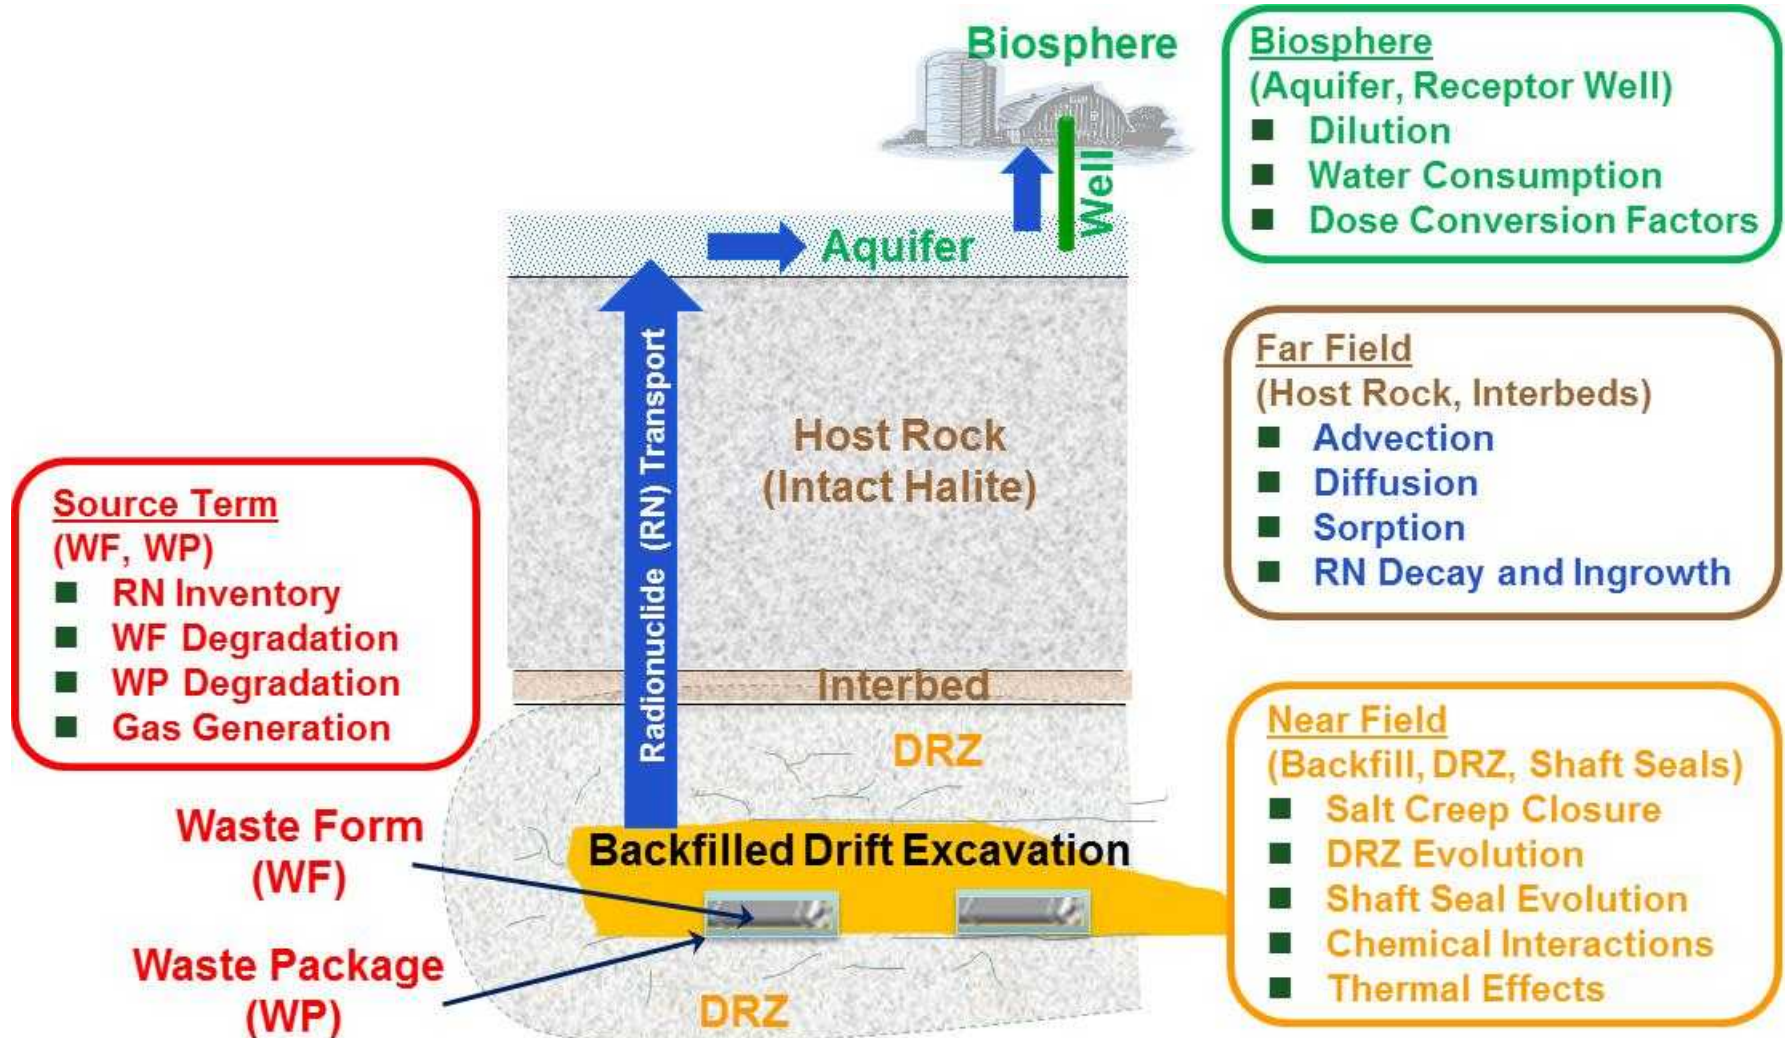 Biosphere
Well
Aquifer
Radionuclide (RN) Transport
Host Rock
(Intact Halite)
Interbed
DRZ
Backfilled Drift Excavation
DRZ
Source Term
(WF, WP)
RN Inventory
WF Degradation
WP Degradation
Gas Generation
Waste Form
(WF)
Waste Package
(WP)
Biosphere
(Aquifer, Receptor Well)
Dilution
Water Consumption
Dose Conversion Factors
Far Field
(Host Rock, Interbeds)
Advection
Diffusion
Sorption
RN Decay and Ingrowth
Near Field
(Backfill, DRZ, Shaft Seals)
Salt Creep Closure
DRZ Evolution
Shaft Seal Evolution
Chemical Interactions
Thermal Effects